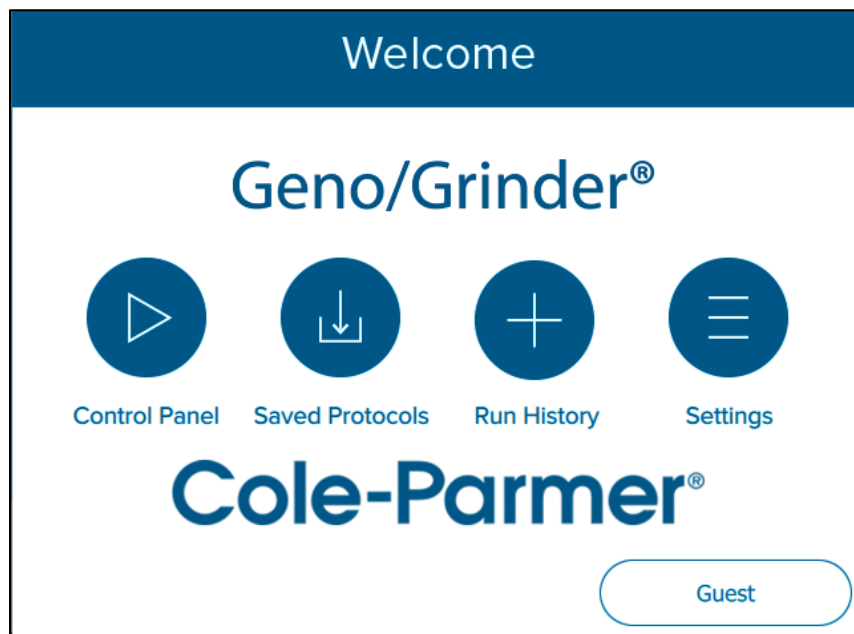 Welcome
Geno/Grinder®
Control Panel Saved Protocols Run History Settings
Cole-Parmer®
Guest